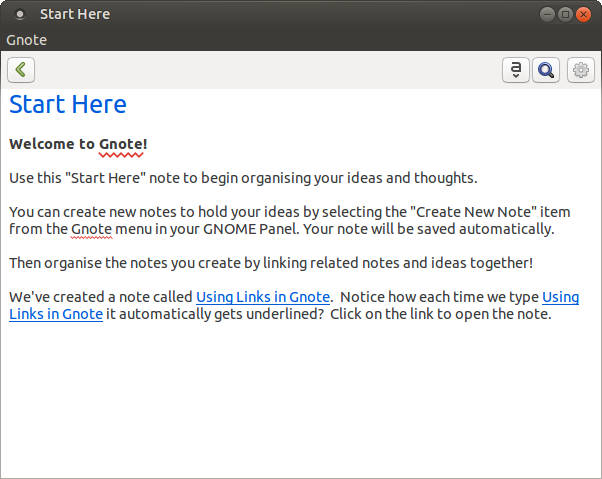 Start Here
Gnote
a
Start Here
Welcome to Gnote!
Use this "Start Here" note to begin organising your ideas and thoughts.
You can create new notes to hold your ideas by selecting the "Create New Note" item
from the Gnote menu in your GNOME Panel. Your note will be saved automatically.
Then organise the notes you create by linking related notes and ideas together!
We've created a note called Using Links in Gnote.  Notice how each time we type Using
Links in Gnote it automatically gets underlined?  Click on the link to open the note.